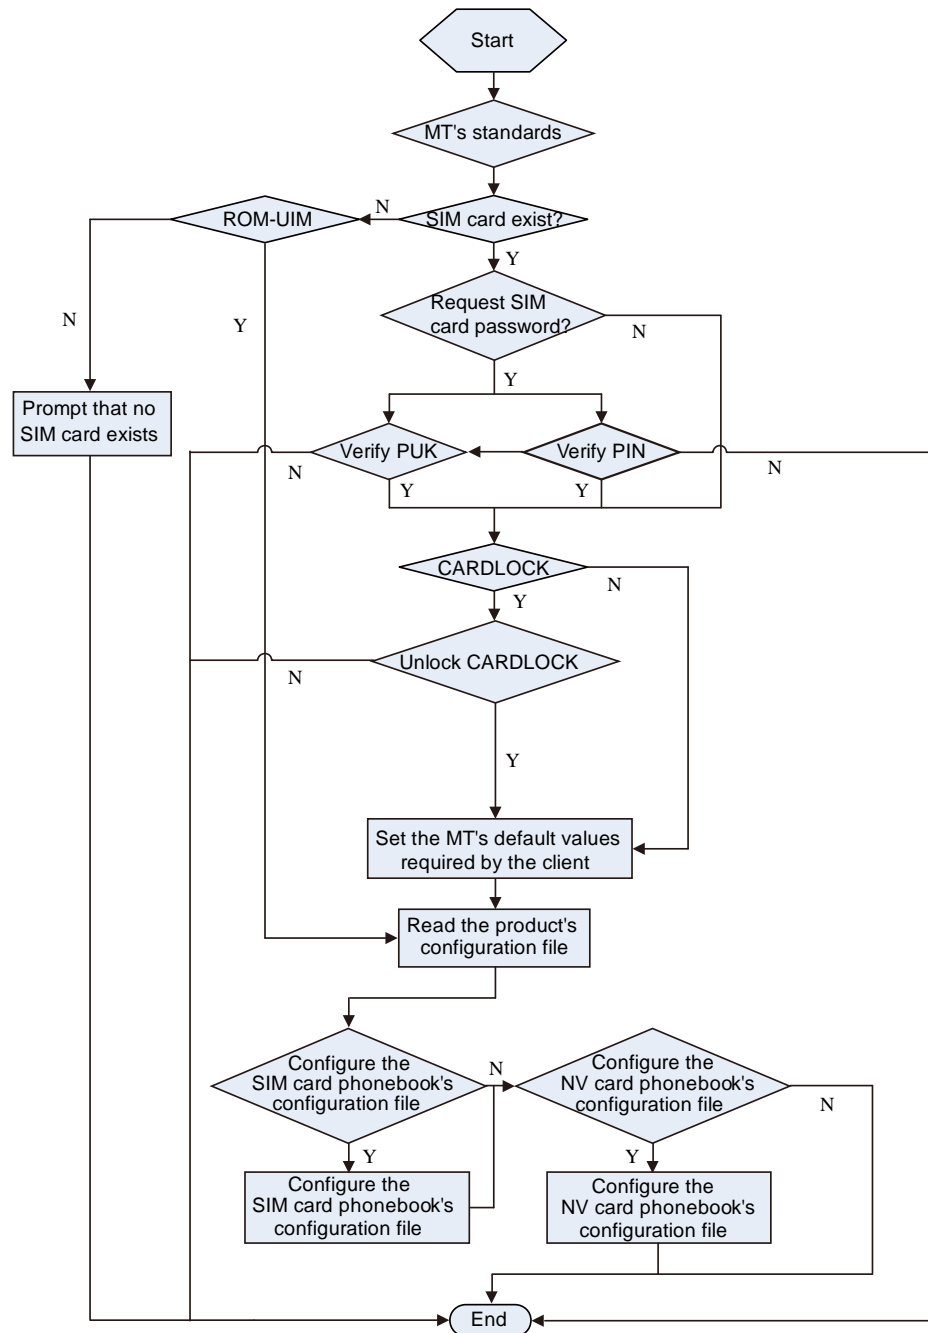 Start
MT's standards
ROM-UIM
N
SIM card exist?
Y
Request SIM
card password?
N
N
Y
Y
Prompt that no
SIM card exists
Verify PUK
Verify PIN
N
N
Y
Y
CARDLOCK
N
Y
Unlock CARDLOCK
N
Y
Set the MT's default values
required by the client
Read the product's
configuration file
Configure the
SIM card phonebook's
configuration file
N
Configure the
NV card phonebook's
configuration file
N
Y
Y
Configure the
SIM card phonebook's
configuration file
Configure the
NV card phonebook's
configuration file
End